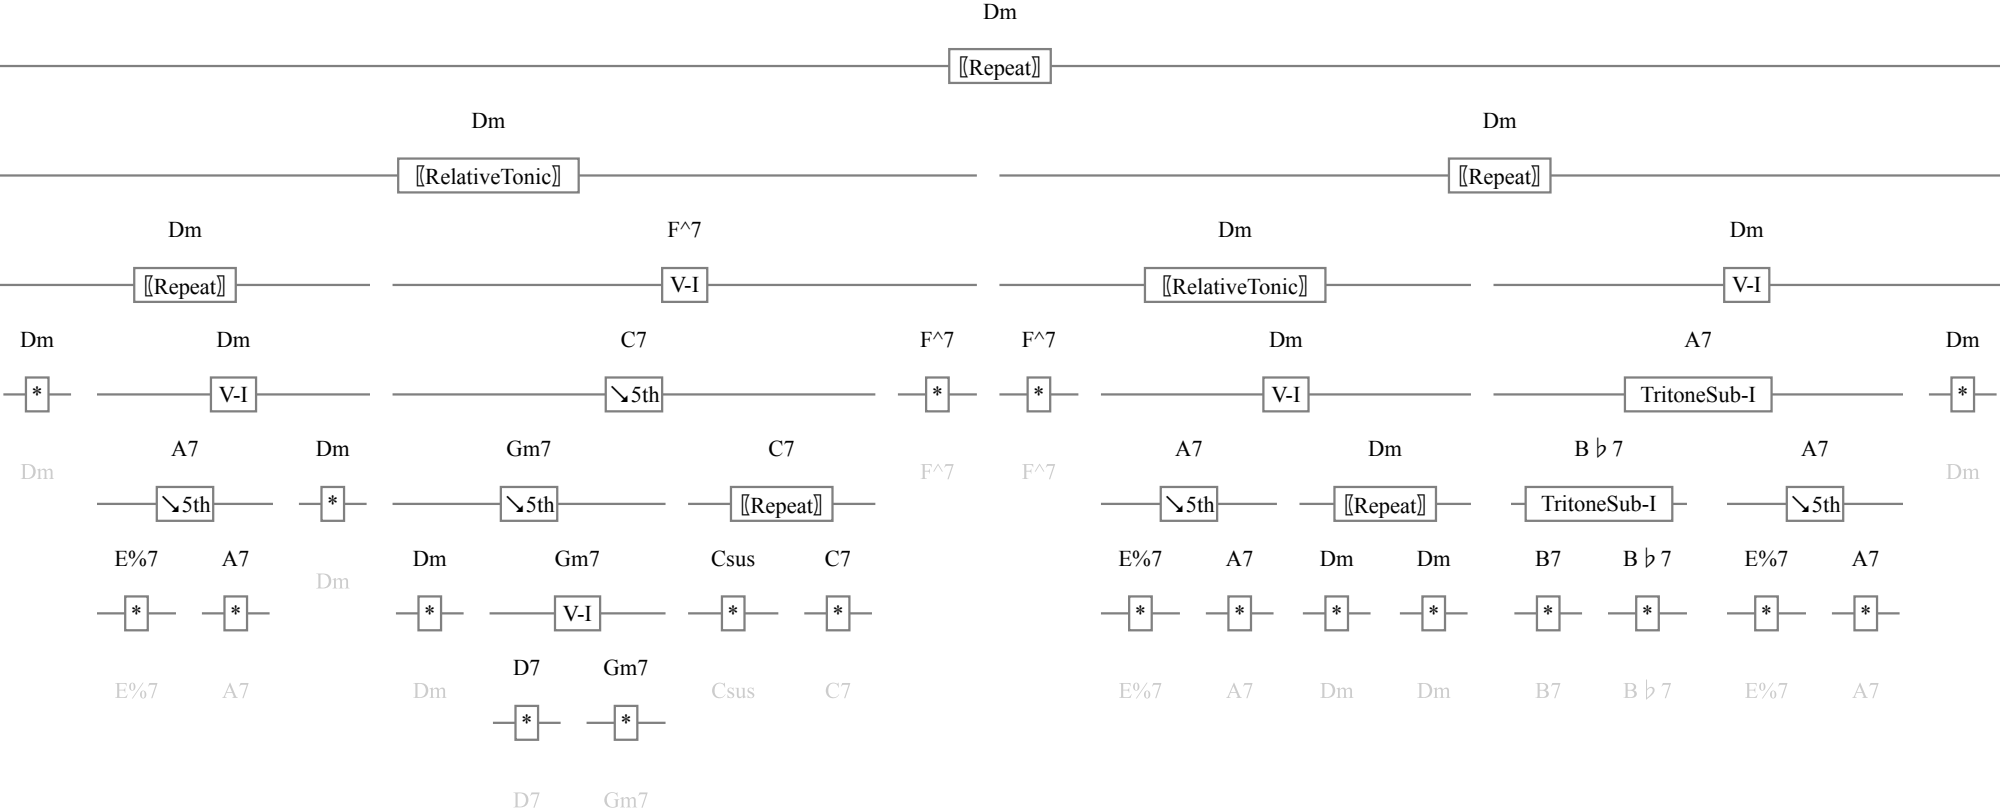 Dm
⟦Repeat⟧
Dm Dm
⟦RelativeTonic⟧ ⟦Repeat⟧
Dm F^7 Dm Dm
⟦Repeat⟧ V-I ⟦RelativeTonic⟧ V-I
Dm Dm C7 F^7 F^7 Dm A7 Dm
* V-I ↘5th * * V-I TritoneSub-I *
A7 Dm Gm7 C7 A7 Dm B♭7 A7
Dm F^7 F^7 Dm
↘5th * ↘5th ⟦Repeat⟧ ↘5th ⟦Repeat⟧ TritoneSub-I ↘5th
E%7 A7 Dm Gm7 Csus C7 E%7 A7 Dm Dm B7 B♭7 E%7 A7
Dm
* * * V-I * * * * * * * * * *
D7 Gm7
E%7 A7 Dm Csus C7 E%7 A7 Dm Dm B7 B♭7 E%7 A7
* *
D7 Gm7